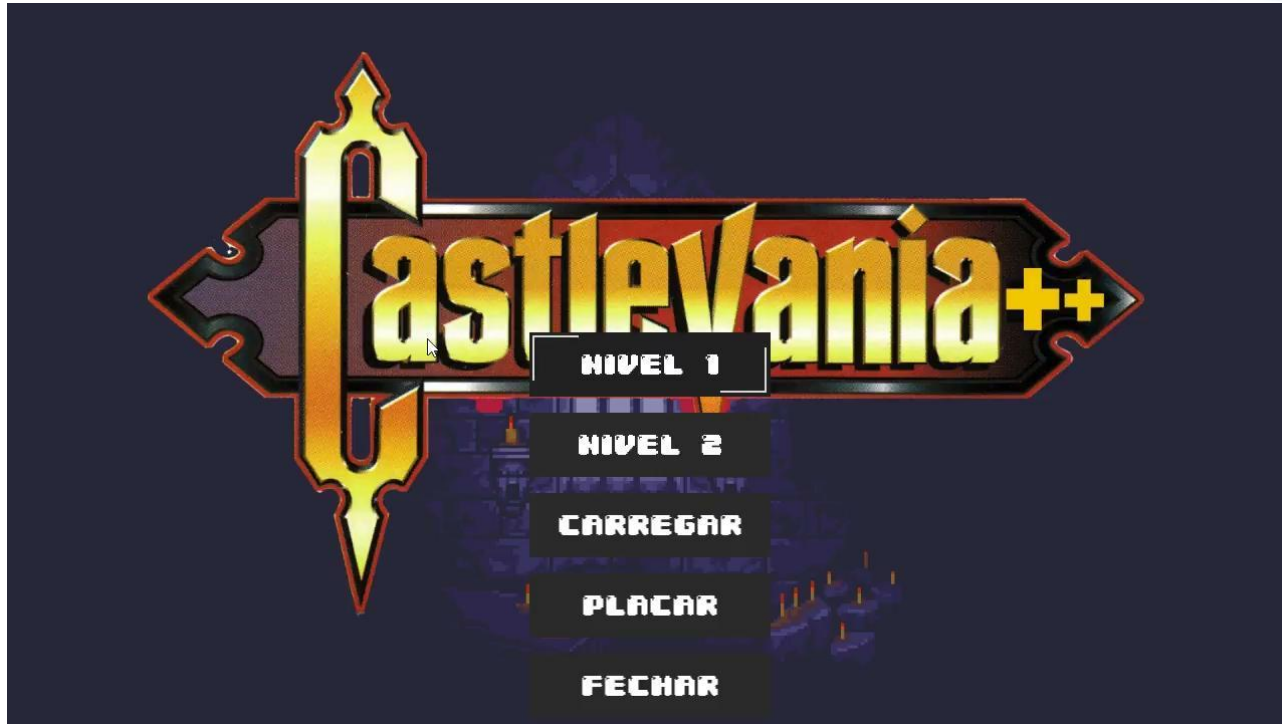 Castlevania++
NIVEL 1
NIVEL 2
CARREGAR
PLACAR
FECHAR